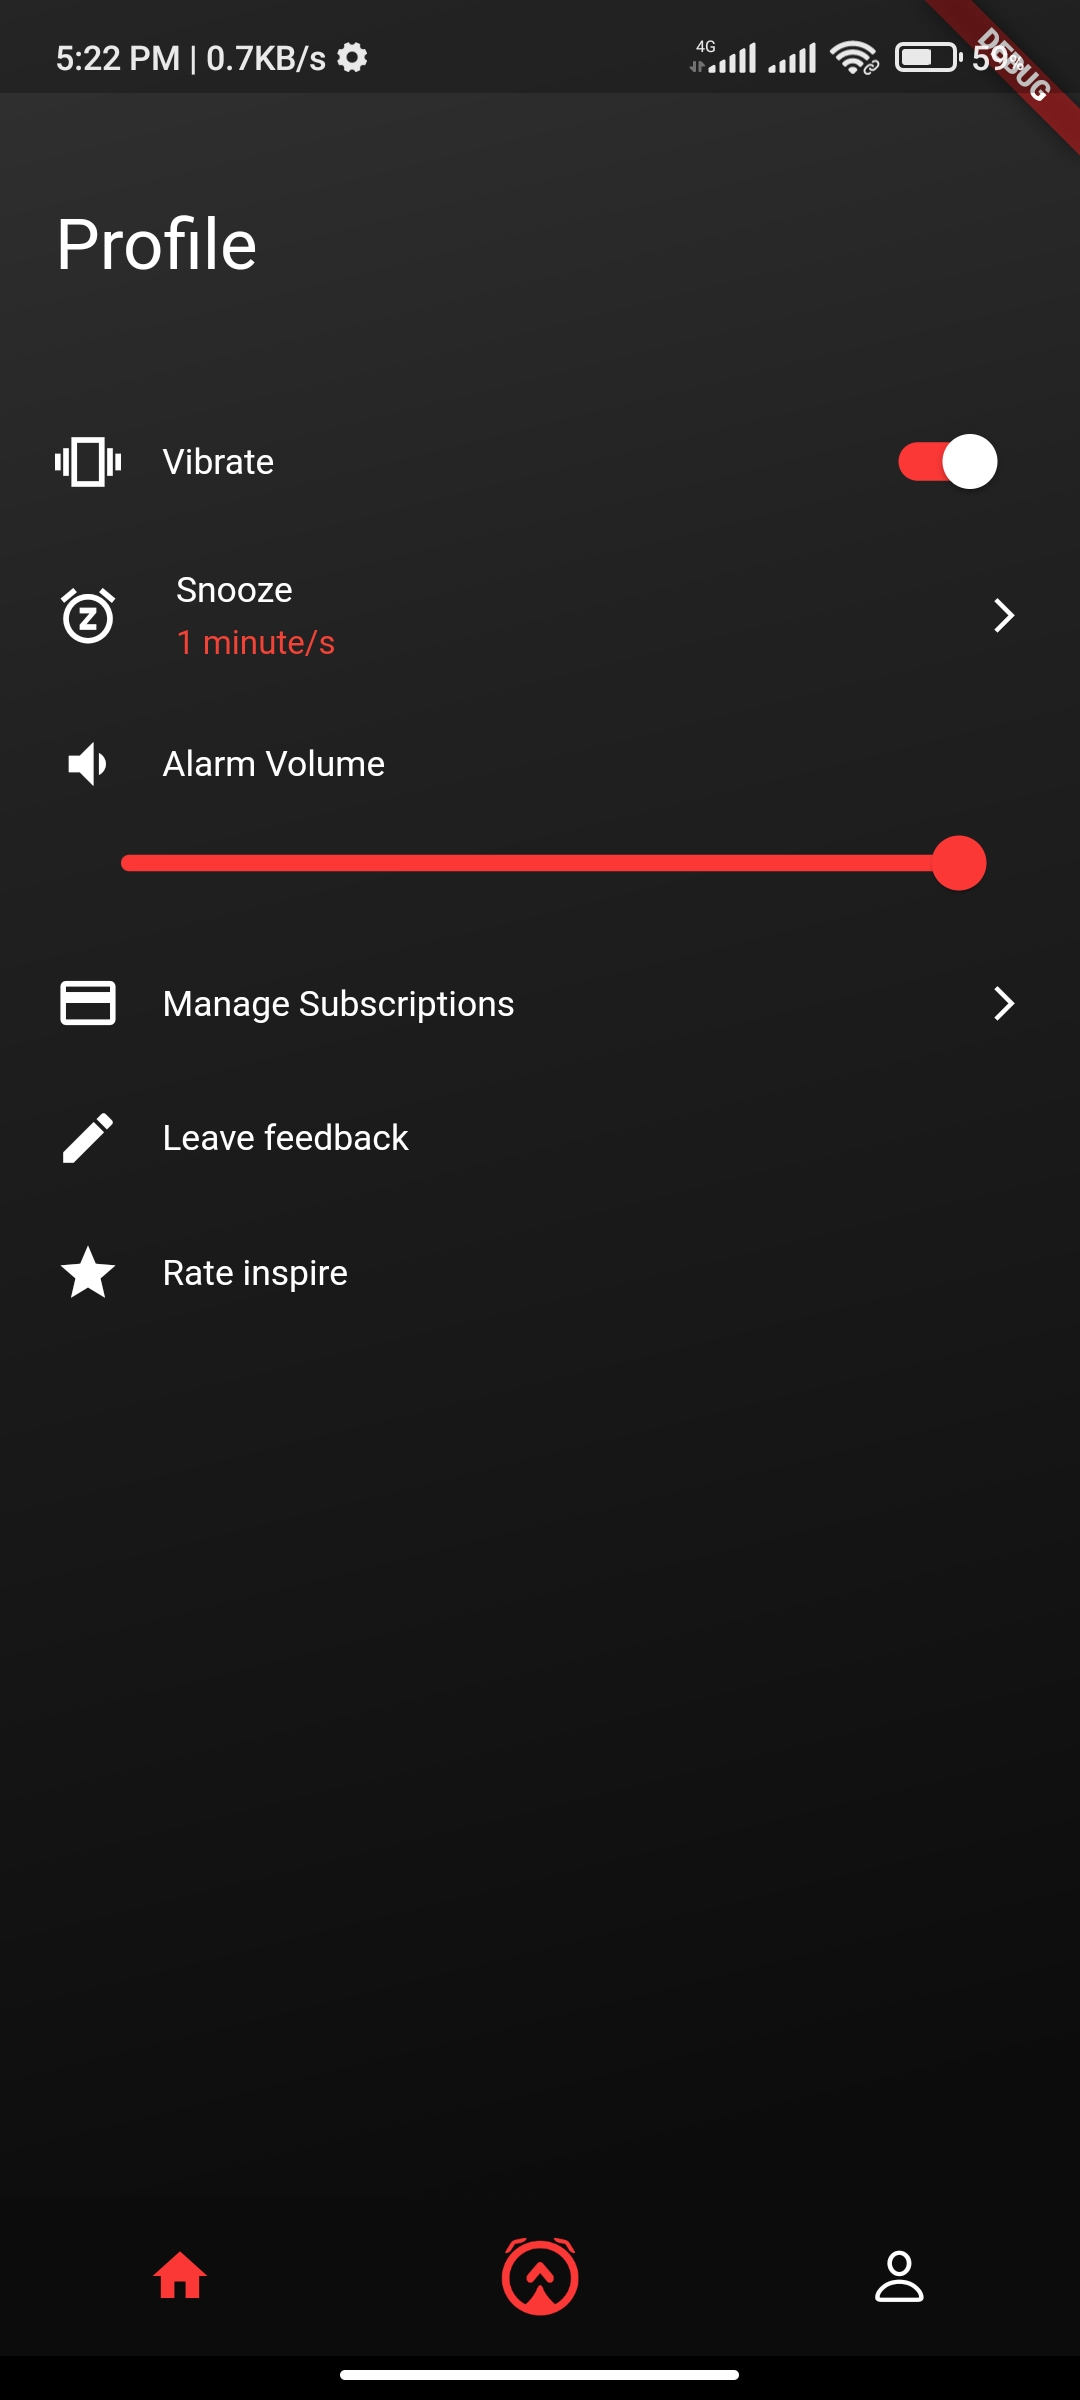 5:22 PM | 0.7KB/s
4G
59%
DEBUG
Profile
Vibrate
Snooze
1 minute/s
Alarm Volume
Manage Subscriptions
Leave feedback
Rate inspire